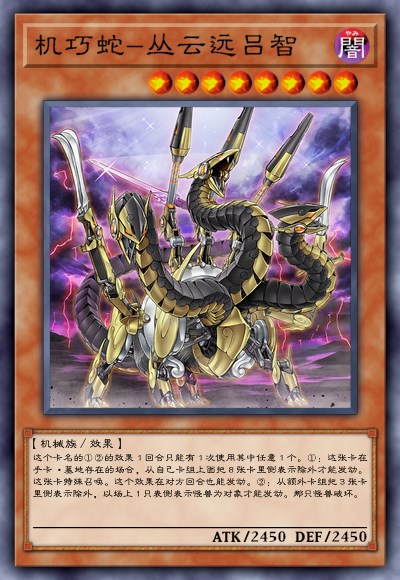 机巧蛇-丛云远吕智
やみ
闇
【机械族/效果】
这个卡名的①②的效果1回合只能有1次使用其中任意1个。①：这张卡在
手卡·墓地存在的场合，从自己卡组上面把8张卡里侧表示除外才能发动。
这张卡特殊召唤。这个效果在对方回合也能发动。②：从额外卡组把3张卡
里侧表示除外，以场上1只表侧表示怪兽为对象才能发动。那只怪兽破坏。
ATK/2450 DEF/2450